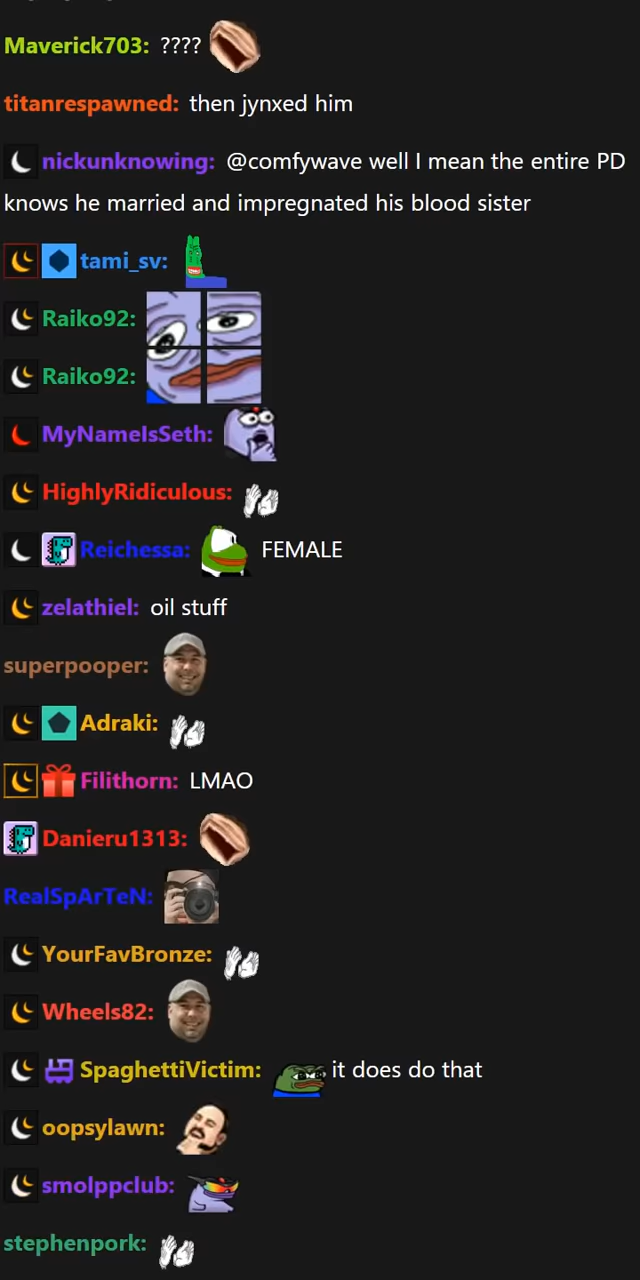 Maverick703: ????
titanrespawned: then jynxed him
nickunknowing: @comfywave well I mean the entire PD
knows he married and impregnated his blood sister
tami_sv:
Raiko92:
Raiko92:
MyNameIsSeth:
HighlyRidiculous:
Reichessa: FEMALE
zelathiel: oil stuff
superpooper:
Adraki:
Filithorn: LMAO
Danieru1313:
RealSpArTeN:
YourFavBronze:
Wheels82:
SpaghettiVictim: it does do that
oopsylawn:
smolppclub:
stephenpork: